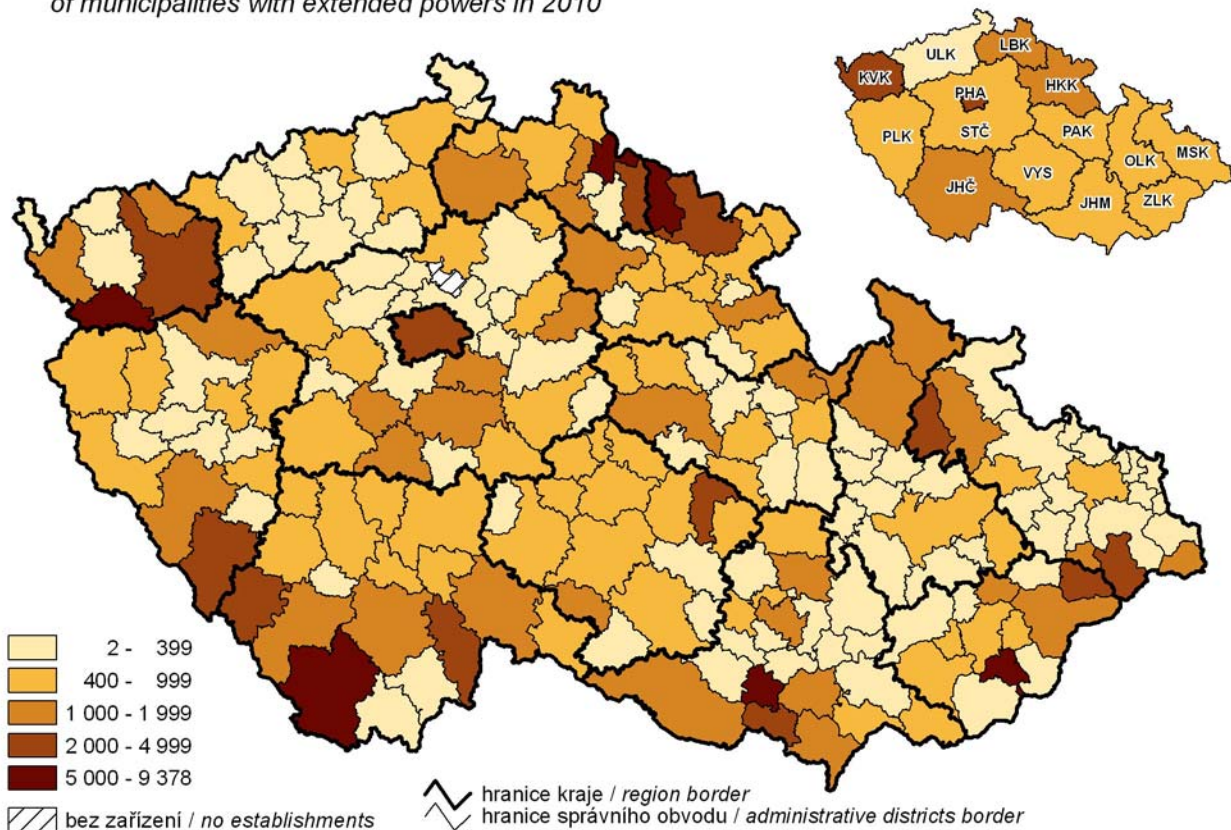 of municipalities with extended powers in 2010
ULK
LBK
KVK
PHA
HKK
PLK
STČ
PAK
OLK
MSK
JHČ
VYS
JHM
ZLK
2 - 399
400 - 999
1 000 - 1 999
2 000 - 4 999
5 000 - 9 378
bez zařízení / no establishments
hranice kraje / region border
hranice správního obvodu / administrative districts border